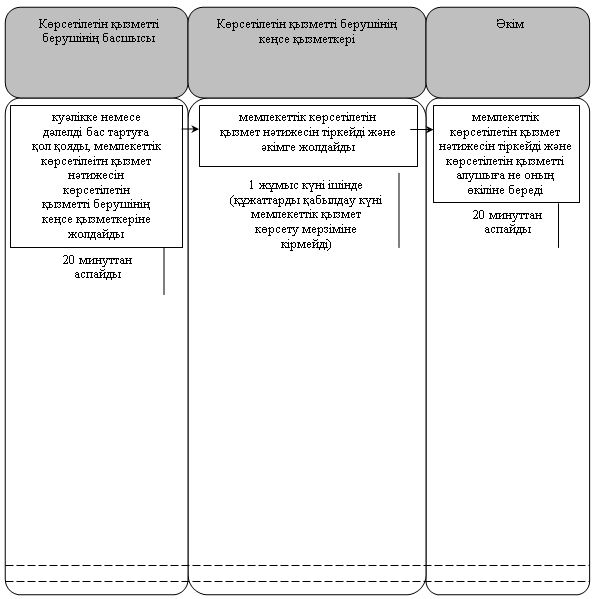 Көрсетілетін қызметті
берушінің басшысы
Көрсетілетін қызметті берушінің
кеңсе қызметкері
Әкім
куәлікке немесе
дәлелді бас тартуға
қол қояды, мемлекеттік
көрсетілеітн қызмет
нәтижесін
көрсетілетін
қызметті берушінің
кеңсе қызметкеріне
жолдайды
20 минуттан
аспайды
мемлекеттік көрсетілетін
қызмет нәтижесін тіркейді және
әкімге жолдайды
1 жұмыс күні ішінде
(құжаттарды қабылдау күні
мемлекеттік қызмет
көрсету мерзіміне
кірмейді)
мемлекеттік
көрсетілетін қызмет
нәтижесін тіркейді және
көрсетілетін қызметті
алушыға не оның
өкіліне береді
20 минуттан
аспайды